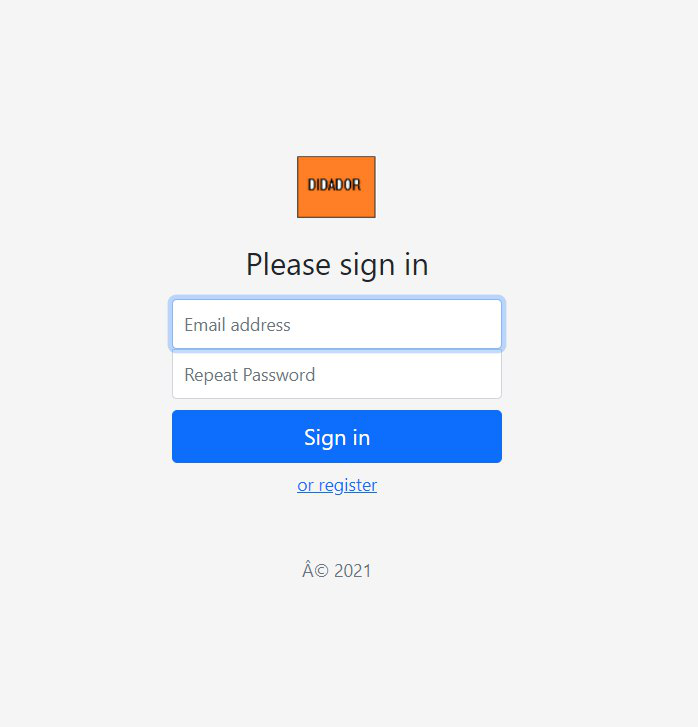 DIDADOR
Please sign in
Email address
Repeat Password
Sign in
or register
Â© 2021